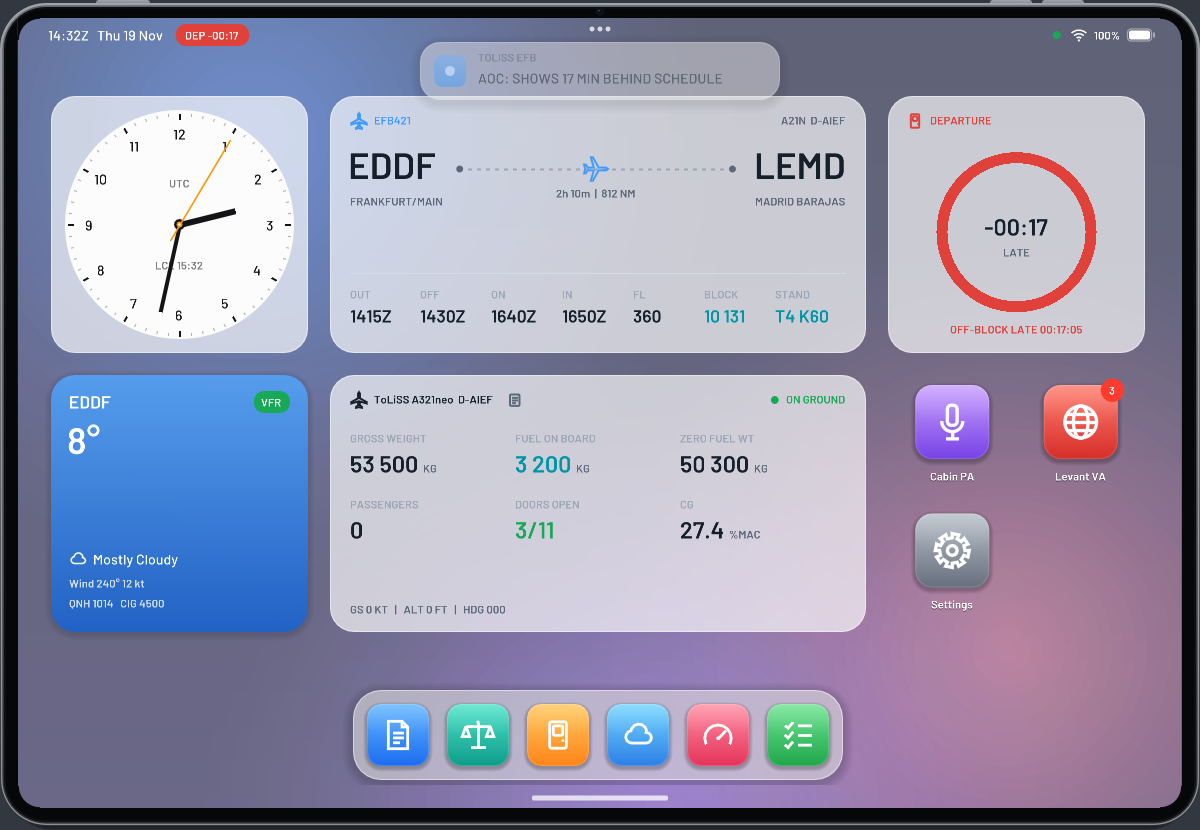 14:32Z Thu 19 Nov DEP -00:17
100%
TOLISS EFB
AOC: SHOWS 17 MIN BEHIND SCHEDULE
12
11
1
10
2
UTC
9
3
LCL 15:32
8
4
7
5
6
EFB421
A21N D-AIEF
EDDF
LEMD
2h 10m | 812 NM
FRANKFURT/MAIN
MADRID BARAJAS
OUT OFF ON IN FL BLOCK STAND
1415Z 1430Z 1640Z 1650Z 360 10 131 T4 K60
DEPARTURE
-00:17
LATE
OFF-BLOCK LATE 00:17:05
EDDF
VFR
8°
Mostly Cloudy
Wind 240° 12 kt
QNH 1014 CIG 4500
ToLiSS A321neo D-AIEF
ON GROUND
GROSS WEIGHT FUEL ON BOARD ZERO FUEL WT
53 500 KG 3 200 KG 50 300 KG
PASSENGERS DOORS OPEN CG
0 3/11 27.4 %MAC
GS 0 KT | ALT 0 FT | HDG 000
3
Cabin PA
Levant VA
Settings